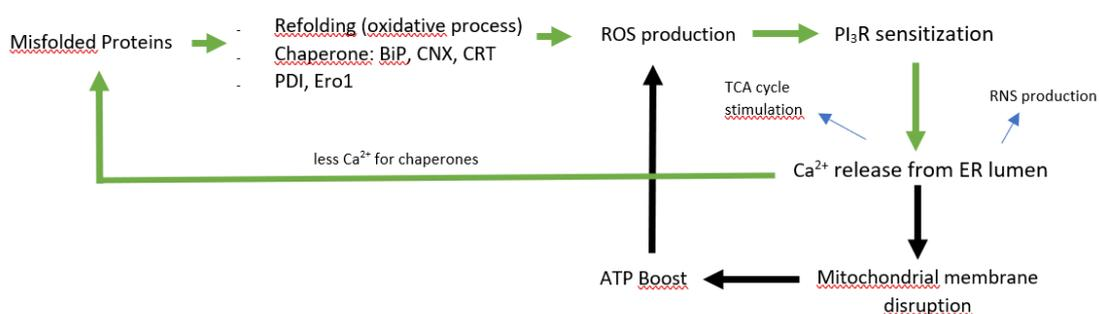 Misfolded Proteins
- Refolding (oxidative process)
- Chaperone: BiP, CNX, CRT
- PDI, Ero1
ROS production
PI₃R sensitization
TCA cycle
stimulation
RNS production
less Ca²⁺ for chaperones
Ca²⁺ release from ER lumen
ATP Boost
Mitochondrial membrane
disruption